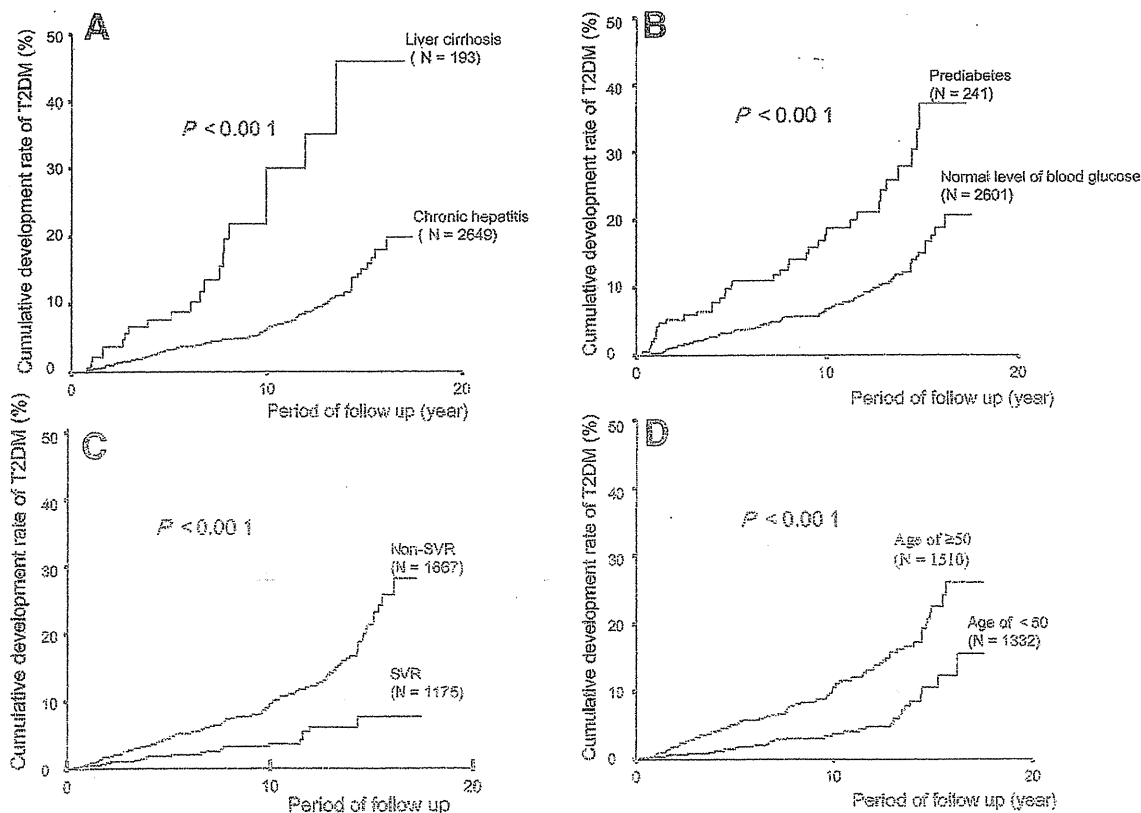 A
Cumulative development rate of T2DM (%)
50
40
30
20
10
0
P < 0.00 1
Liver cirrhosis
( N = 193)
Chronic hepatitis
( N = 2649)
0
10
20
Period of follow up (year)
B
Cumulative development rate of T2DM (%)
50
40
30
20
10
0
P < 0.00 1
Prediabetes
(N = 241)
Normal level of blood glucose
(N = 2601)
0
10
20
Period of follow up (year)
C
Cumulative development rate of T2DM (%)
50
40
30
20
10
0
P < 0.00 1
Non-SVR
(N = 1667)
SVR
(N = 1175)
0
10
20
Period of follow up
D
Cumulative development rate of T2DM (%)
50
40
30
20
10
0
P < 0.00 1
Age of ≥50
(N = 1510)
Age of < 50
(N = 1332)
0
10
20
Period of follow up (year)